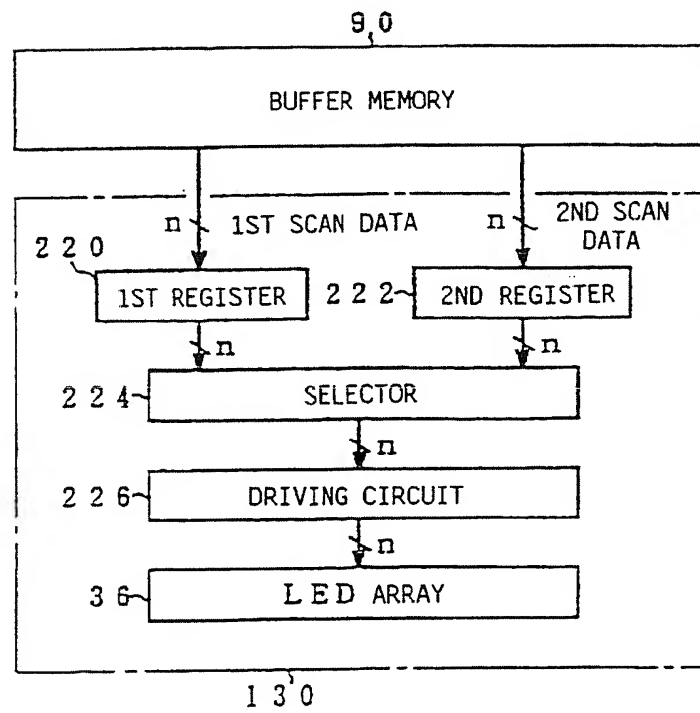 90
BUFFER MEMORY
n 1ST SCAN DATA
n 2ND SCAN DATA
220
1ST REGISTER
222
2ND REGISTER
n
n
224
SELECTOR
n
226
DRIVING CIRCUIT
n
36
LED ARRAY
130